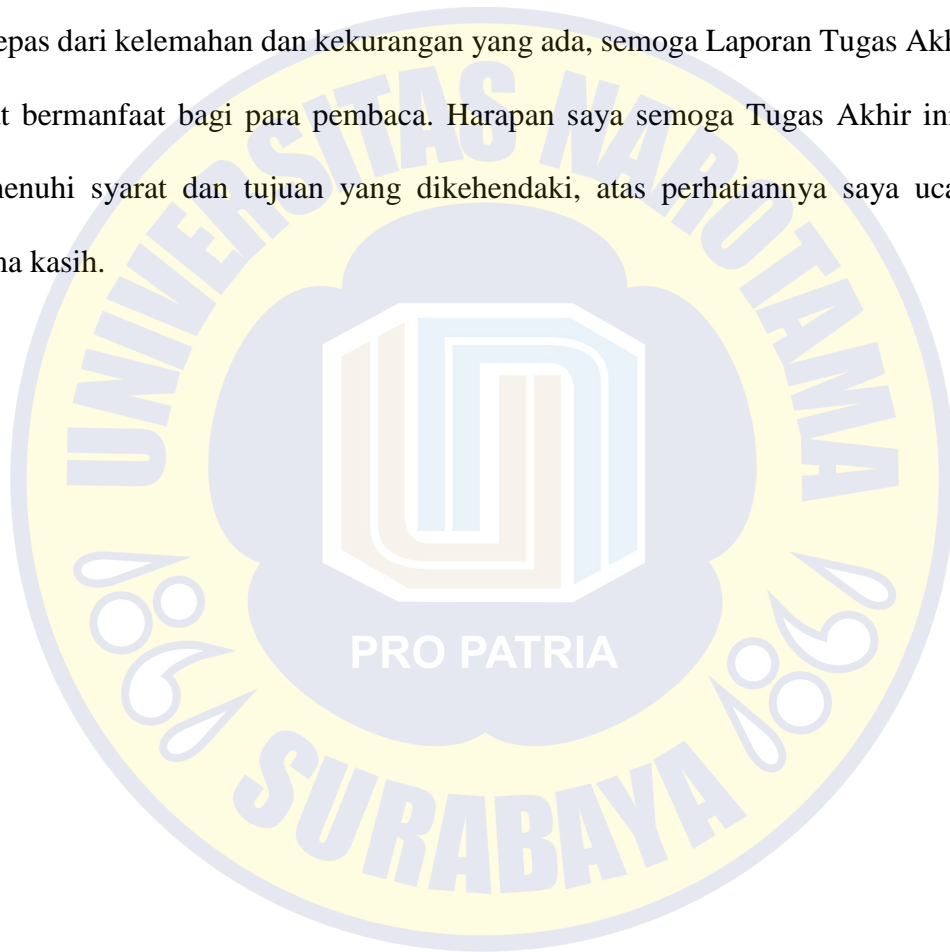 epas dari kelemahan dan kekurangan yang ada, semoga Laporan Tugas Akh
t bermanfaat bagi para pembaca. Harapan saya semoga Tugas Akhir in
enuhi syarat dan tujuan yang dikehendaki, atas perhatiannya saya uca
na kasih.
UNIVERSITAS NAROTAMA
PRO PATRIA
SURABAYA